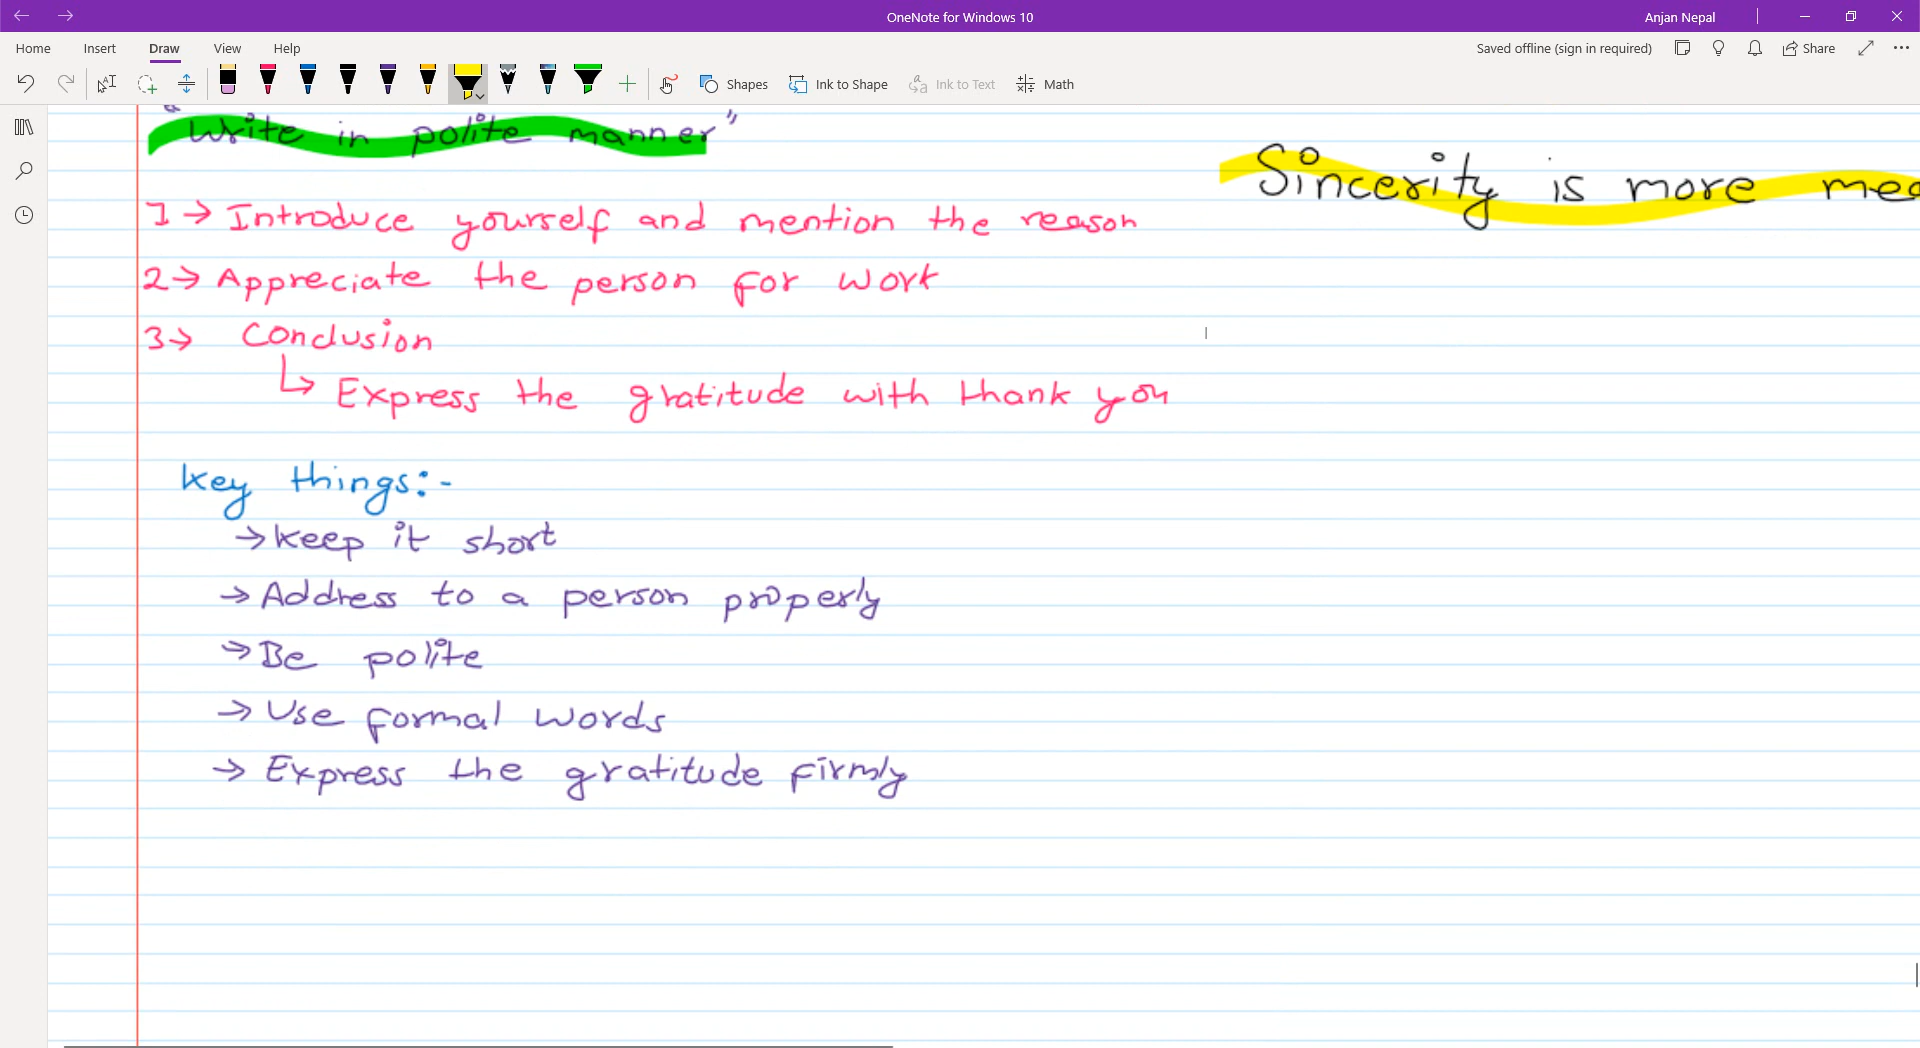 OneNote for Windows 10
Anjan Nepal
Home Insert Draw View Help
Saved offline (sign in required)
Share
Shapes
Ink to Shape
Ink to Text
Math
"Write in polite manner"
Sincerity is more
1 → Introduce yourself and mention the reason
2 → Appreciate the person for work
3 → Conclusion
↳ Express the gratitude with thank you
key things:-
→ keep it short
→ Address to a person properly
→ Be polite
→ Use formal words
→ Express the gratitude firmly